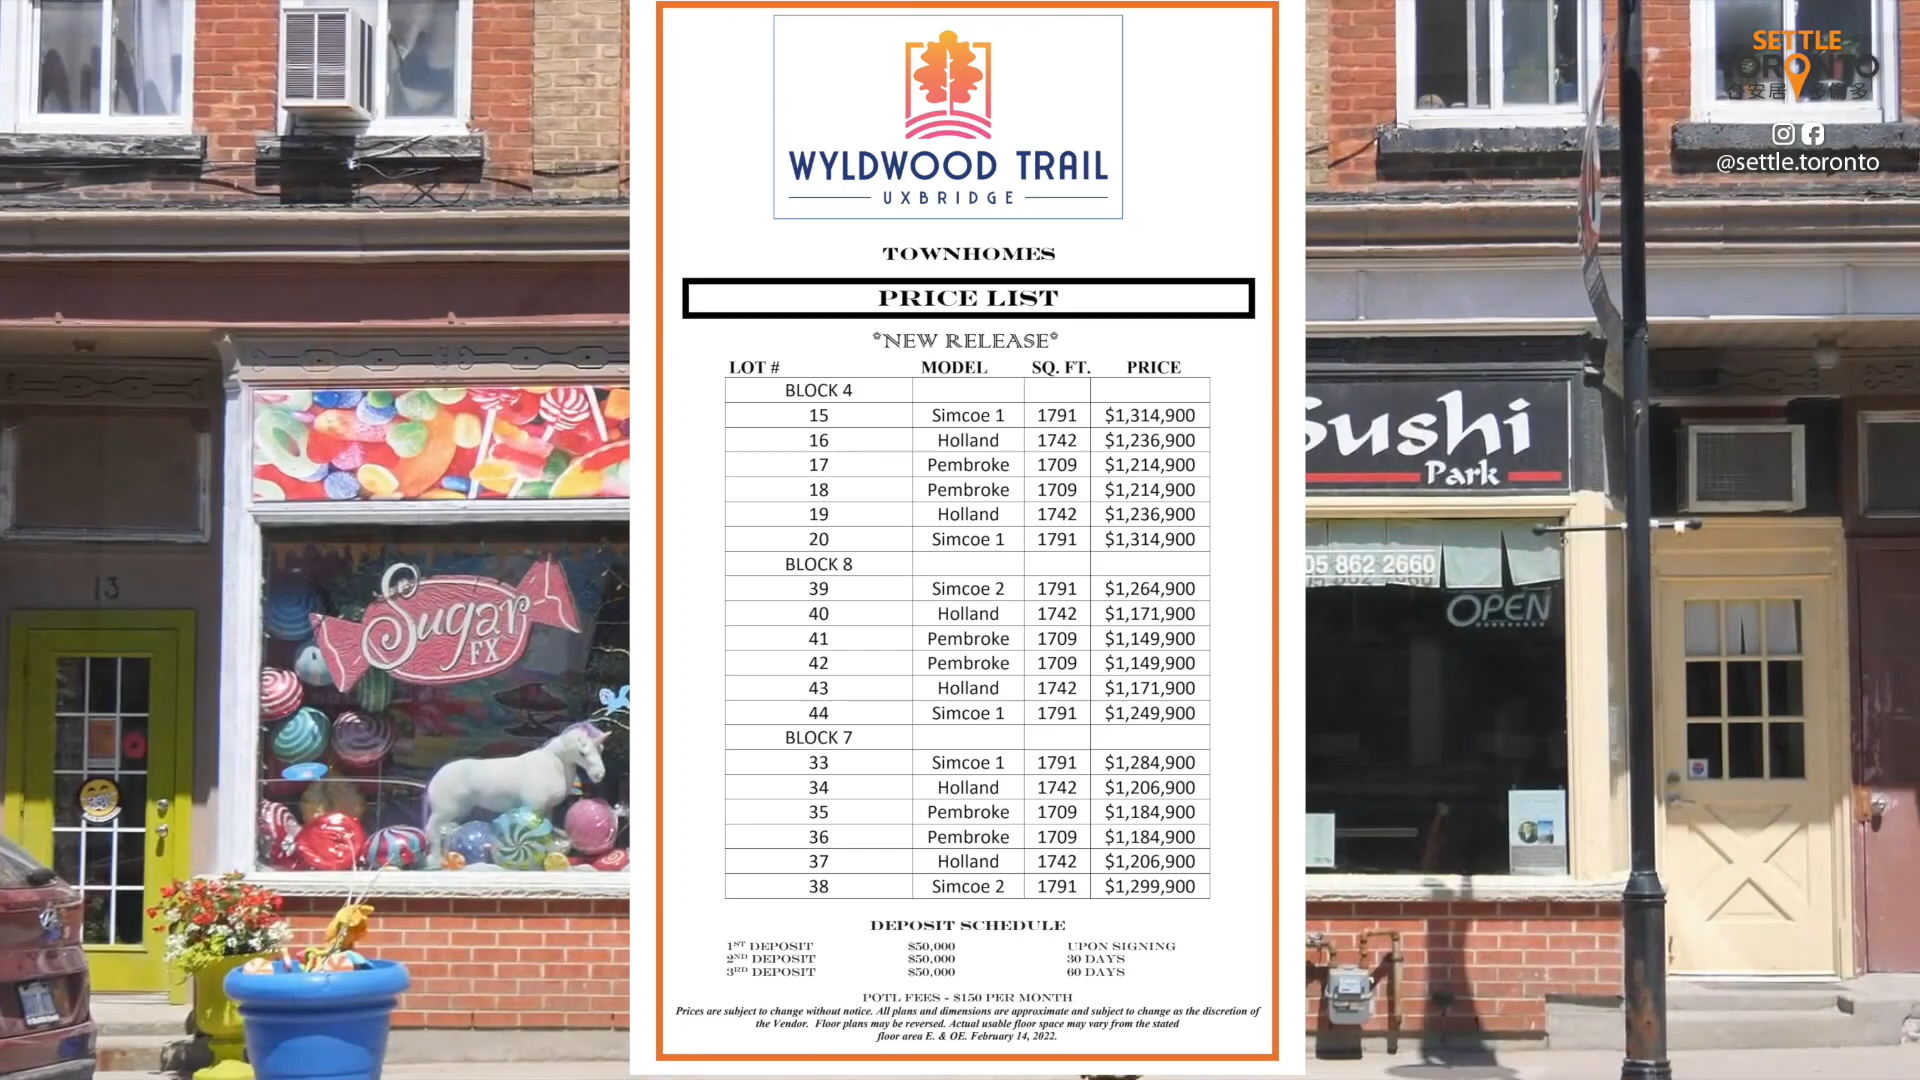 WYLDWOOD TRAIL
UXBRIDGE
TOWNHOMES
PRICE LIST
*NEW RELEASE*
LOT # MODEL SQ. FT. PRICE
BLOCK 4
15 Simcoe 1 1791 $1,314,900
16 Holland 1742 $1,236,900
17 Pembroke 1709 $1,214,900
18 Pembroke 1709 $1,214,900
19 Holland 1742 $1,236,900
20 Simcoe 1 1791 $1,314,900
BLOCK 8
39 Simcoe 2 1791 $1,264,900
40 Holland 1742 $1,171,900
41 Pembroke 1709 $1,149,900
42 Pembroke 1709 $1,149,900
43 Holland 1742 $1,171,900
44 Simcoe 1 1791 $1,249,900
BLOCK 7
33 Simcoe 1 1791 $1,284,900
34 Holland 1742 $1,206,900
35 Pembroke 1709 $1,184,900
36 Pembroke 1709 $1,184,900
37 Holland 1742 $1,206,900
38 Simcoe 2 1791 $1,299,900
DEPOSIT SCHEDULE
1ST DEPOSIT $50,000 UPON SIGNING
2ND DEPOSIT $50,000 30 DAYS
3RD DEPOSIT $50,000 60 DAYS
POTL FEES - $150 PER MONTH
Prices are subject to change without notice. All plans and dimensions are approximate and subject to change as the discretion of
the Vendor. Floor plans may be reversed. Actual usable floor space may vary from the stated
floor area E. & OE. February 14, 2022.
SETTLE
TORONTO
安居 多倫多
@settle.toronto
13
Sugar
FX
Sushi
Park
05 862 2660
OPEN